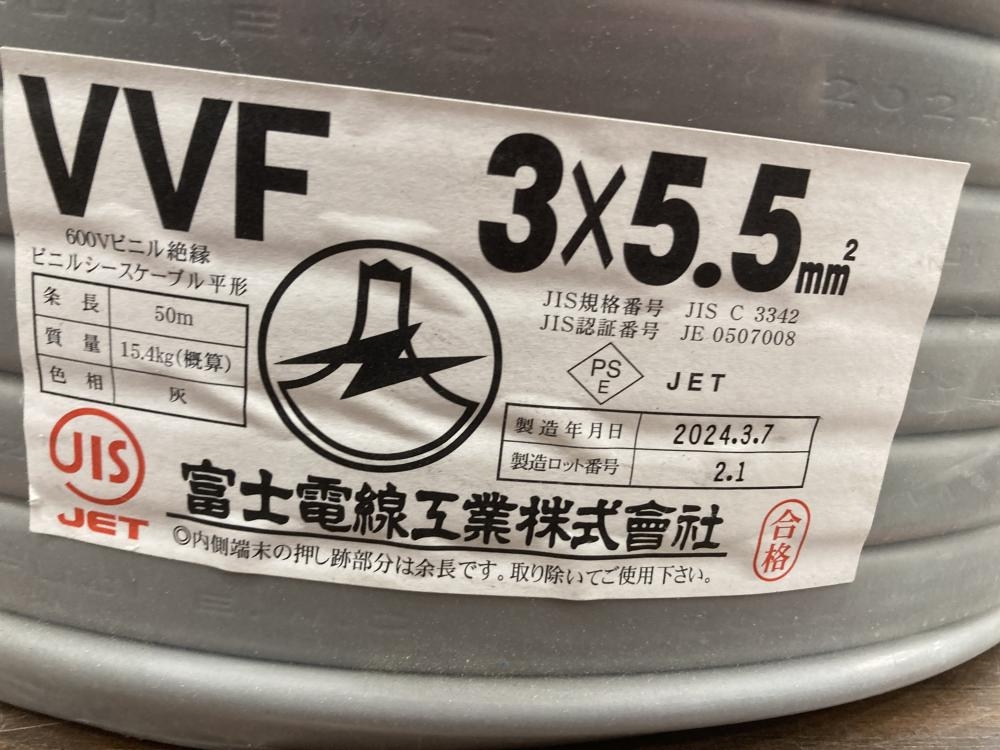 VVF 3×5.5mm²
600Vビニル絶縁
ビニルシースケーブル平形
条長 50m
質量 15.4kg(概算)
色相 灰
JIS規格番号 JIS C 3342
JIS認証番号 JE 0507008
PS
E
JET
製造年月日 2024.3.7
製造ロット番号 2.1
JIS
JET
富士電線工業株式會社
合格
◎内側端末の押し跡部分は余長です。取り除いてご使用下さい。